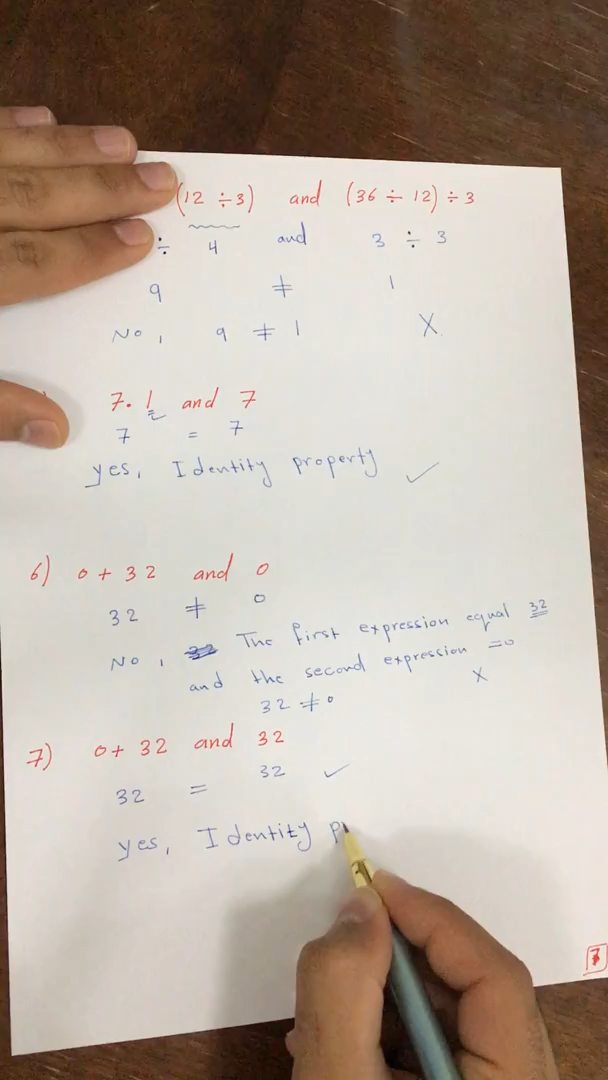 (12 ÷ 3) and (36 ÷ 12) ÷ 3
÷ 4 and 3 ÷ 3
9 ≠ 1
No, 9 ≠ 1 X
7. 1 and 7
7 = 7
yes, Identity property ✓
6) 0 + 32 and 0
32 ≠ 0
No, The first expression equal 32
and the second expression =0
32 ≠ 0 X
7) 0+ 32 and 32
32 = 32 ✓
yes, Identity p
7